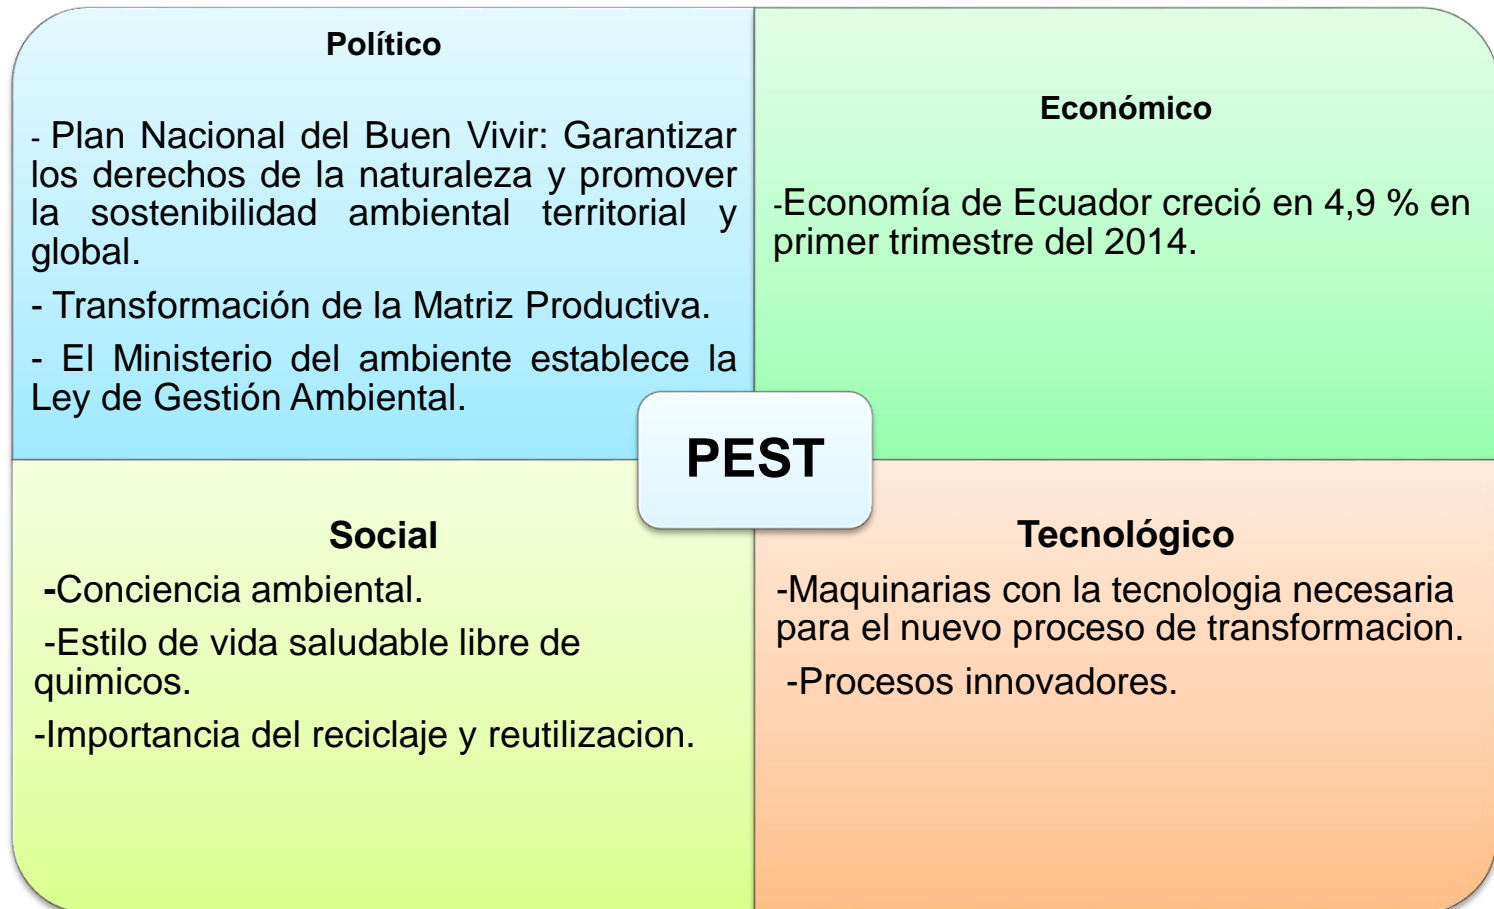 Político
- Plan Nacional del Buen Vivir: Garantizar
los derechos de la naturaleza y promover
la sostenibilidad ambiental territorial y
global.
- Transformación de la Matriz Productiva.
- El Ministerio del ambiente establece la
Ley de Gestión Ambiental.
Económico
-Economía de Ecuador creció en 4,9 % en
primer trimestre del 2014.
PEST
Social
-Conciencia ambiental.
-Estilo de vida saludable libre de
quimicos.
-Importancia del reciclaje y reutilizacion.
Tecnológico
-Maquinarias con la tecnologia necesaria
para el nuevo proceso de transformacion.
-Procesos innovadores.